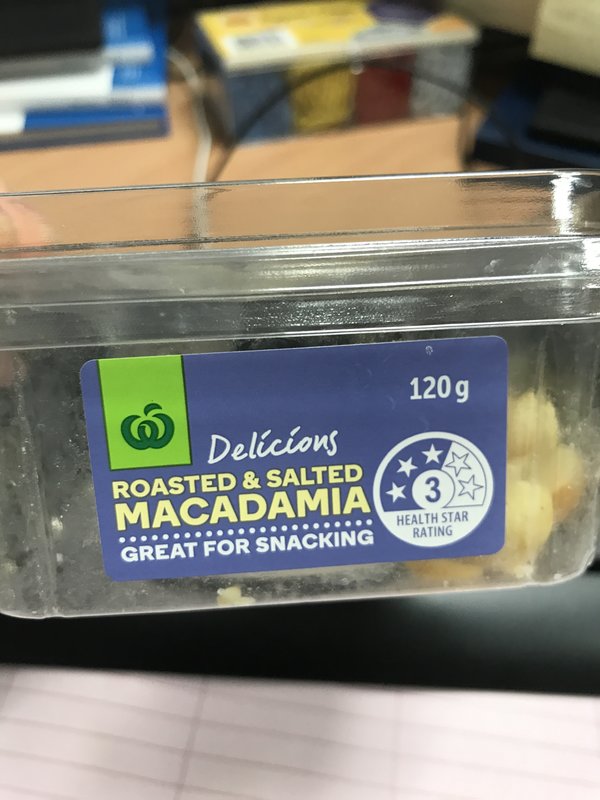 120g
Delicious
ROASTED & SALTED
MACADAMIA
GREAT FOR SNACKING
3
HEALTH STAR
RATING